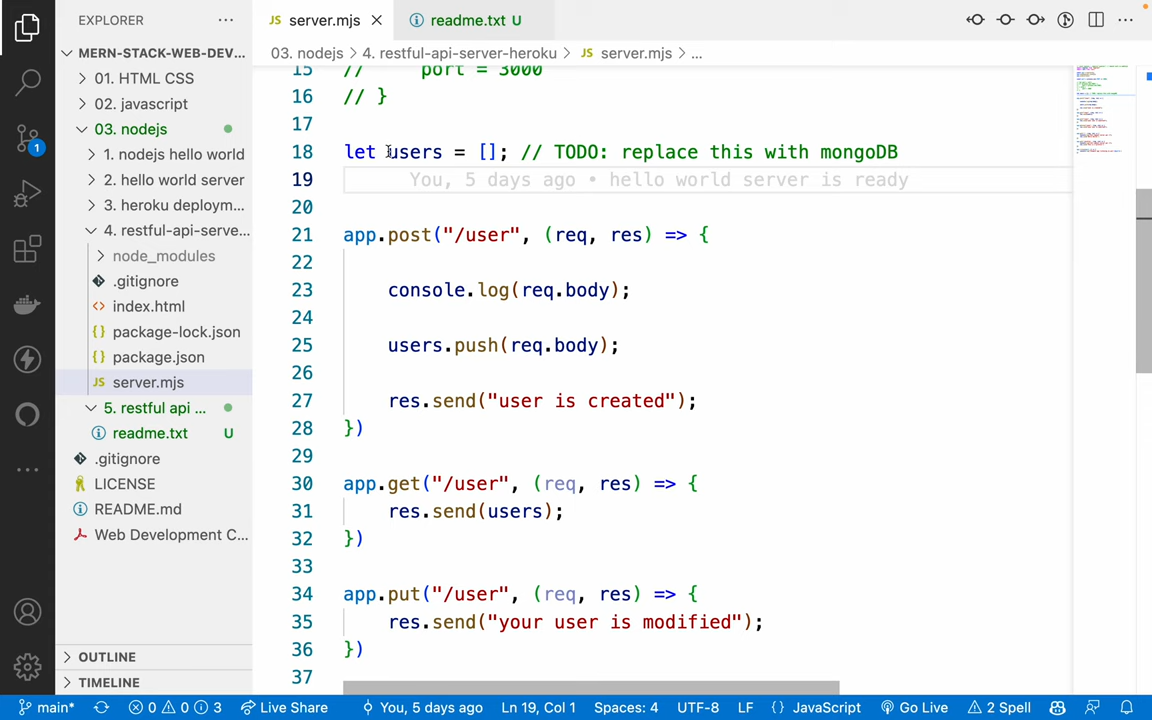 EXPLORER
MERN-STACK-WEB-DEV...
01. HTML CSS
02. javascript
03. nodejs
1. nodejs hello world
2. hello world server
3. heroku deploym...
4. restful-api-serve...
node_modules
.gitignore
index.html
package-lock.json
package.json
JS server.mjs
5. restful api ...
readme.txt U
.gitignore
LICENSE
README.md
Web Development C...
OUTLINE
TIMELINE
1
JS server.mjs
readme.txt U
03. nodejs > 4. restful-api-server-heroku > JS server.mjs > ...
15 // port = 3000
16 // }
17
18 let users = []; // TODO: replace this with mongoDB
19 You, 5 days ago • hello world server is ready
20
21 app.post("/user", (req, res) => {
22
23 console.log(req.body);
24
25 users.push(req.body);
26
27 res.send("user is created");
28 })
29
30 app.get("/user", (req, res) => {
31 res.send(users);
32 })
33
34 app.put("/user", (req, res) => {
35 res.send("your user is modified");
36 })
37
main* 0 0 3 Live Share You, 5 days ago Ln 19, Col 1 Spaces: 4 UTF-8 LF {} JavaScript Go Live 2 Spell